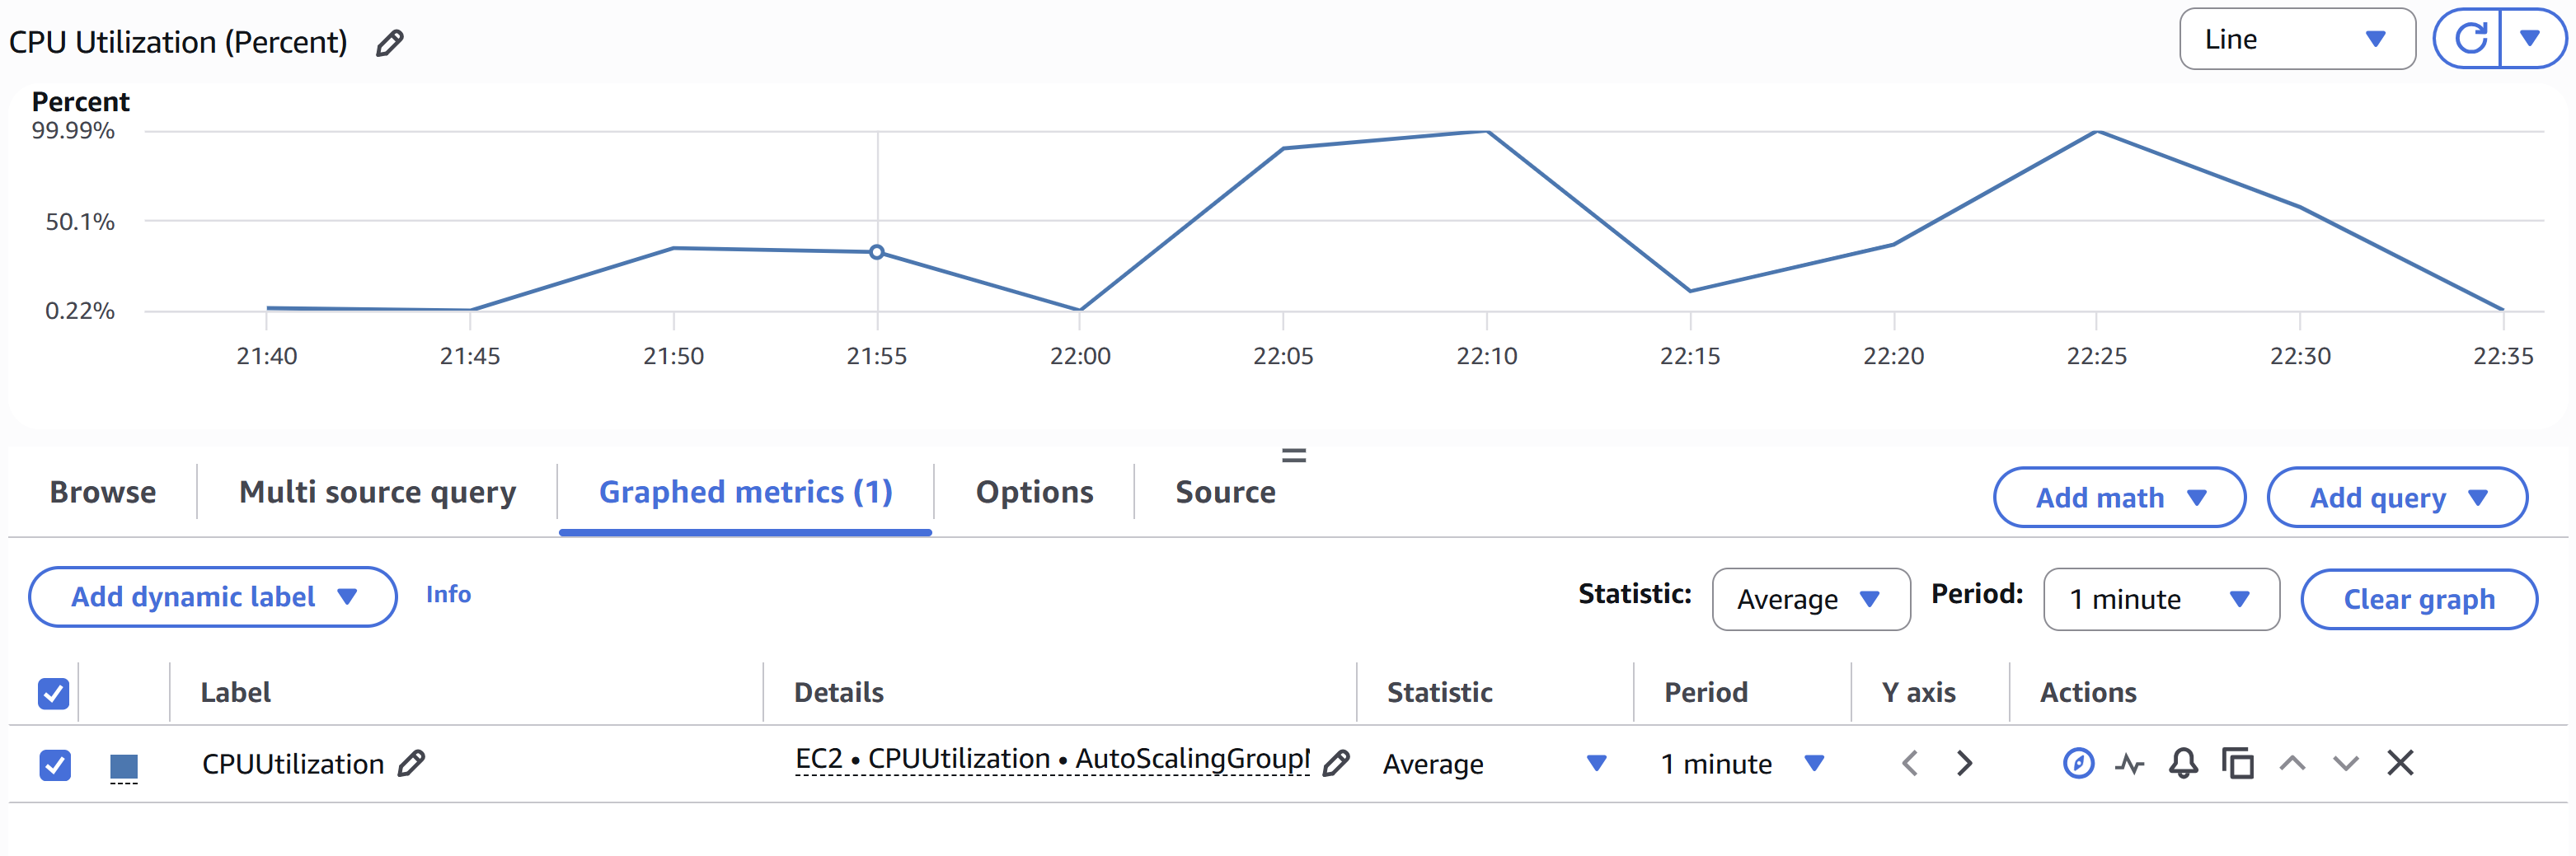 CPU Utilization (Percent)
Line
Percent
99.99%
50.1%
0.22%
21:40 21:45 21:50 21:55 22:00 22:05 22:10 22:15 22:20 22:25 22:30 22:35
Browse Multi source query Graphed metrics (1) Options Source Add math Add query
Add dynamic label Info Statistic: Average Period: 1 minute Clear graph
Label Details Statistic Period Y axis Actions
CPUUtilization EC2 • CPUUtilization • AutoScalingGroup Average 1 minute